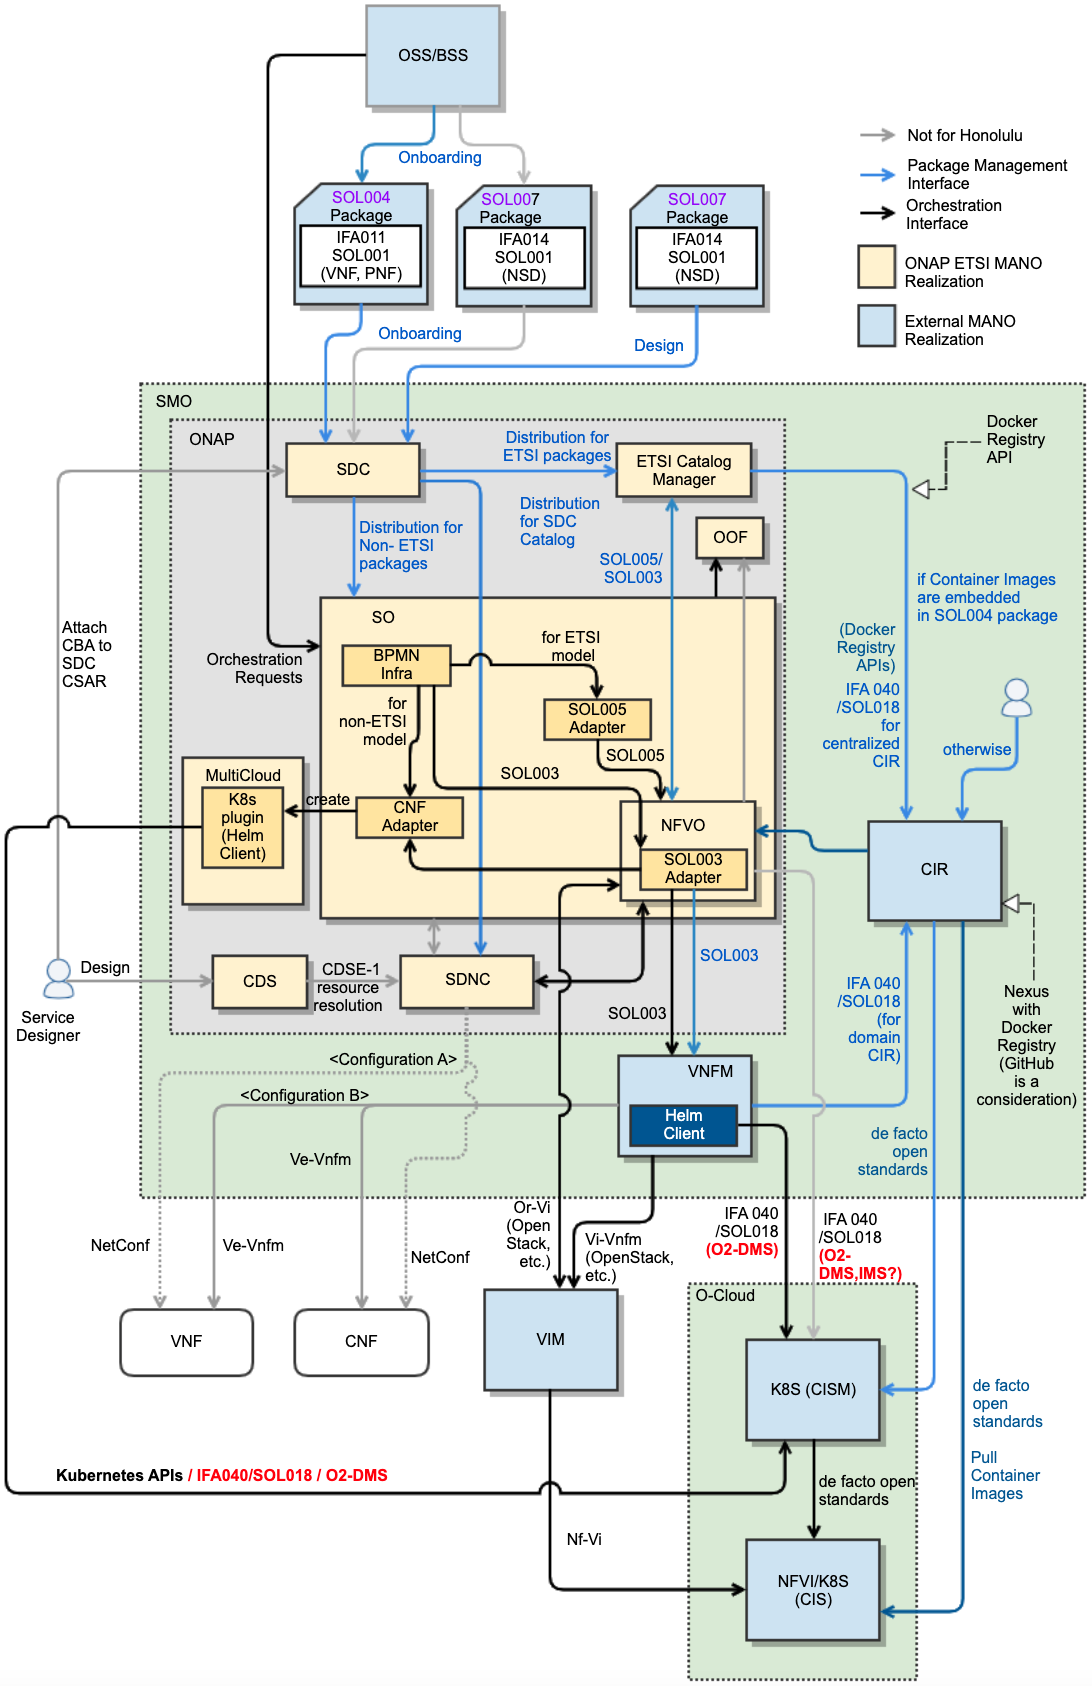 OSS/BSS
Not for Honolulu
Package Management
Interface
Orchestration
Interface
ONAP ETSI MANO
Realization
External MANO
Realization
Onboarding
SOL004
Package
IFA011
SOL001
(VNF, PNF)
SOL007
Package
IFA014
SOL001
(NSD)
SOL007
Package
IFA014
SOL001
(NSD)
Onboarding
Design
SMO
ONAP
SDC
Distribution for
ETSI packages
ETSI Catalog
Manager
Docker
Registry
API
Distribution for
Non- ETSI
packages
Distribution
for SDC
Catalog
OOF
SOL005/
SOL003
if Container Images
are embedded
in SOL004 package
Attach
CBA to
SDC
CSAR
SO
Orchestration
Requests
BPMN
Infra
for ETSI
model
(Docker
Registry
APIs)
IFA 040
/SOL018
for
centralized
CIR
for
non-ETSI
model
SOL005
Adapter
SOL005
otherwise
MultiCloud
K8s
plugin
(Helm
Client)
create
CNF
Adapter
SOL003
NFVO
SOL003
Adapter
CIR
Design
Service
Designer
CDS
CDSE-1
resource
resolution
SDNC
SOL003
SOL003
IFA 040
/SOL018
(for
domain
CIR)
Nexus
with
Docker
Registry
(GitHub
is a
consideration)
<Configuration A>
<Configuration B>
VNFM
Helm
Client
Ve-Vnfm
de facto
open
standards
NetConf
Ve-Vnfm
NetConf
Or-Vi
(Open
Stack,
etc.)
Vi-Vnfm
(OpenStack,
etc.)
IFA 040
/SOL018
(O2-DMS)
IFA 040
/SOL018
(O2-
DMS,IMS?)
O-Cloud
VNF
CNF
VIM
K8S (CISM)
de facto
open
standards
Kubernetes APIs / IFA040/SOL018 / O2-DMS
de facto open
standards
Pull
Container
Images
Nf-Vi
NFVI/K8S
(CIS)